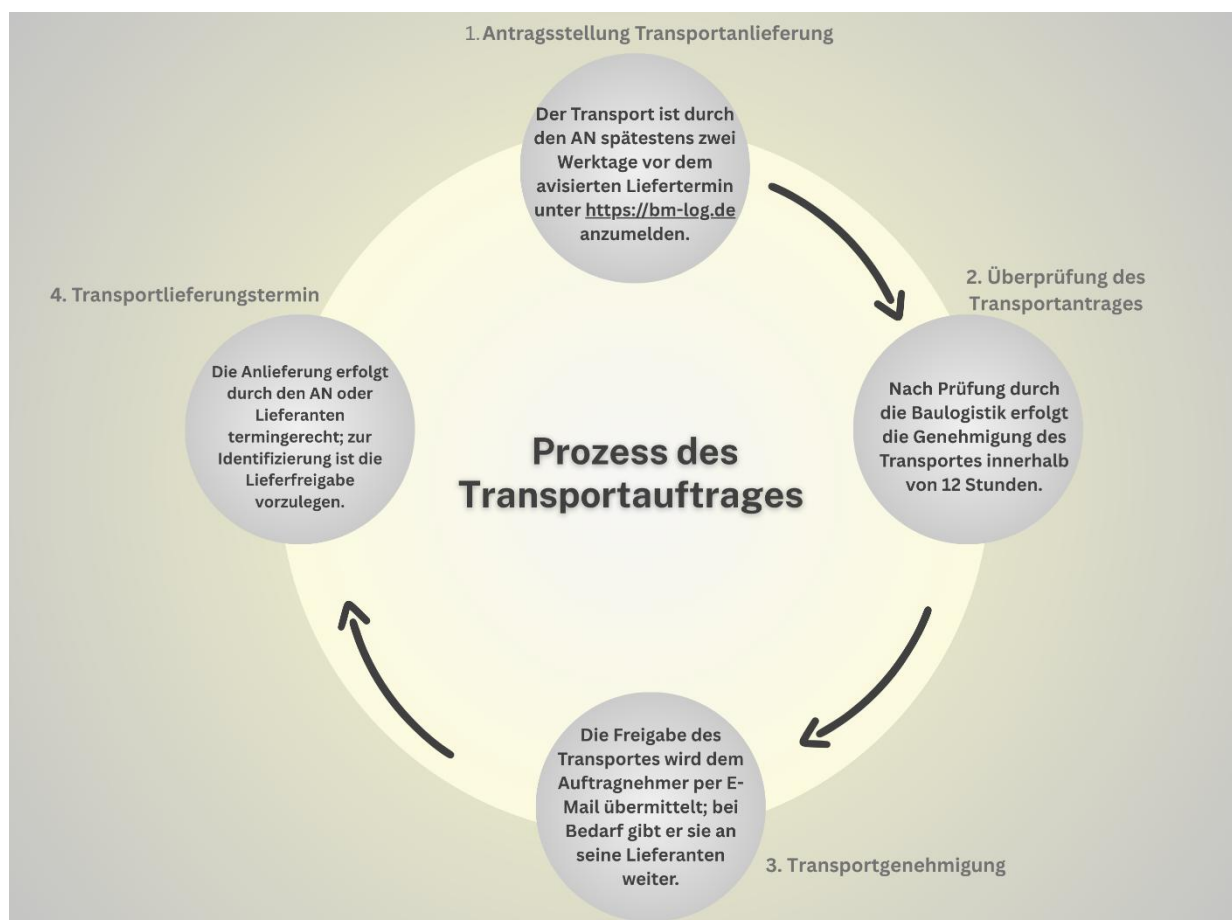 1. Antragsstellung Transportanlieferung
Der Transport ist durch
den AN spätestens zwei
Werktage vor dem
avisierten Liefertermin
unter https://bm-log.de
anzumelden.
2. Überprüfung des
Transportantrages
Nach Prüfung durch
die Baulogistik erfolgt
die Genehmigung des
Transportes innerhalb
von 12 Stunden.
Prozess des
Transportauftrages
3. Transportgenehmigung
Die Freigabe des
Transportes wird dem
Auftragnehmer per E-
Mail übermittelt; bei
Bedarf gibt er sie an
seine Lieferanten
weiter.
4. Transportlieferungstermin
Die Anlieferung erfolgt
durch den AN oder
Lieferanten
termingerecht; zur
Identifizierung ist die
Lieferfreigabe
vorzulegen.